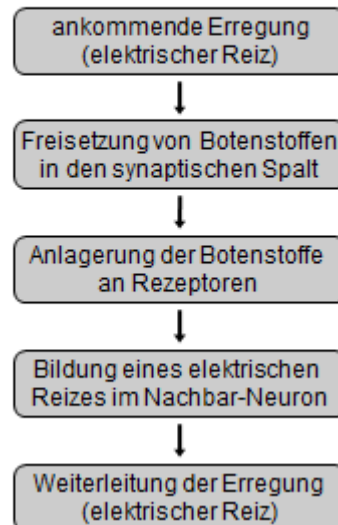 ankommende Erregung
(elektrischer Reiz)
Freisetzung von Botenstoffen
in den synaptischen Spalt
Anlagerung der Botenstoffe
an Rezeptoren
Bildung eines elektrischen
Reizes im Nachbar-Neuron
Weiterleitung der Erregung
(elektrischer Reiz)